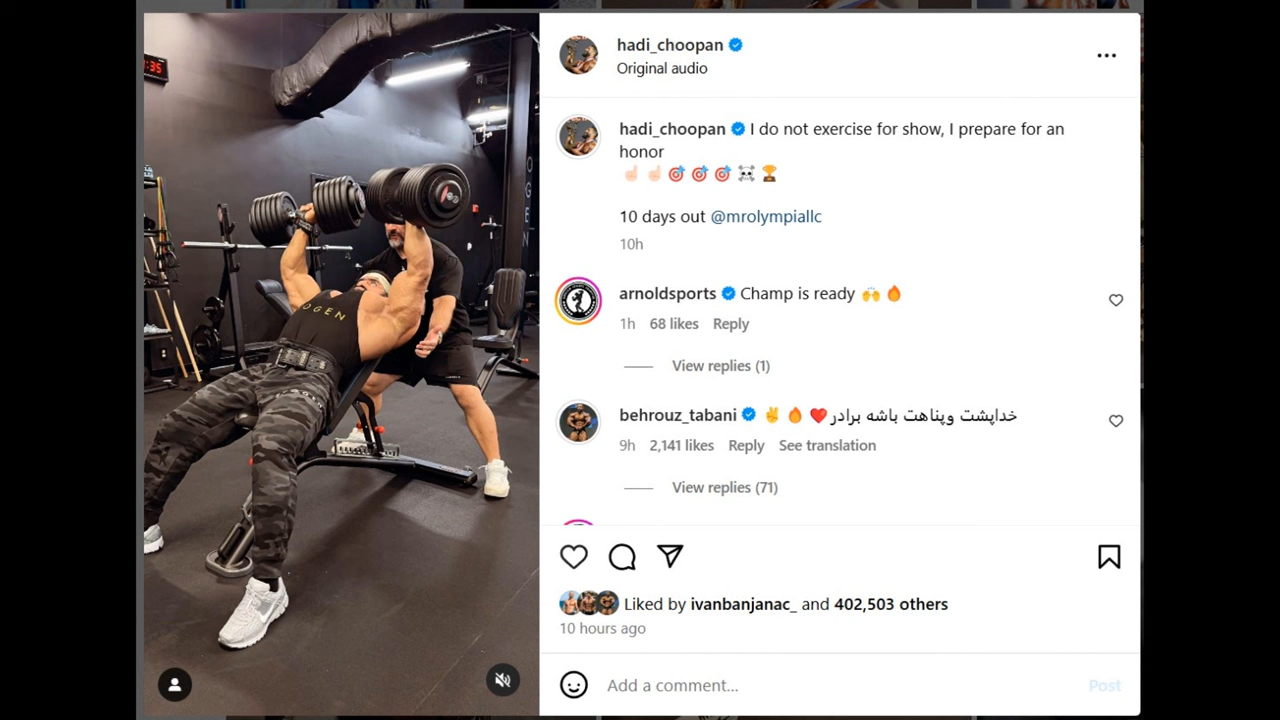 :35
OGEN
OGEN
hadi_choopan
Original audio
hadi_choopan I do not exercise for show, I prepare for an
honor
☝🏻☝🏻🎯🎯🎯☠️🏆
10 days out @mrolympiallc
10h
arnoldsports Champ is ready 🙌🔥
1h 68 likes Reply
View replies (1)
behrouz_tabani ✌️🔥❤️خداپشت وپناهت باشه برادر
9h 2,141 likes Reply See translation
View replies (71)
Liked by ivanbanjanac_ and 402,503 others
10 hours ago
Add a comment...
Post